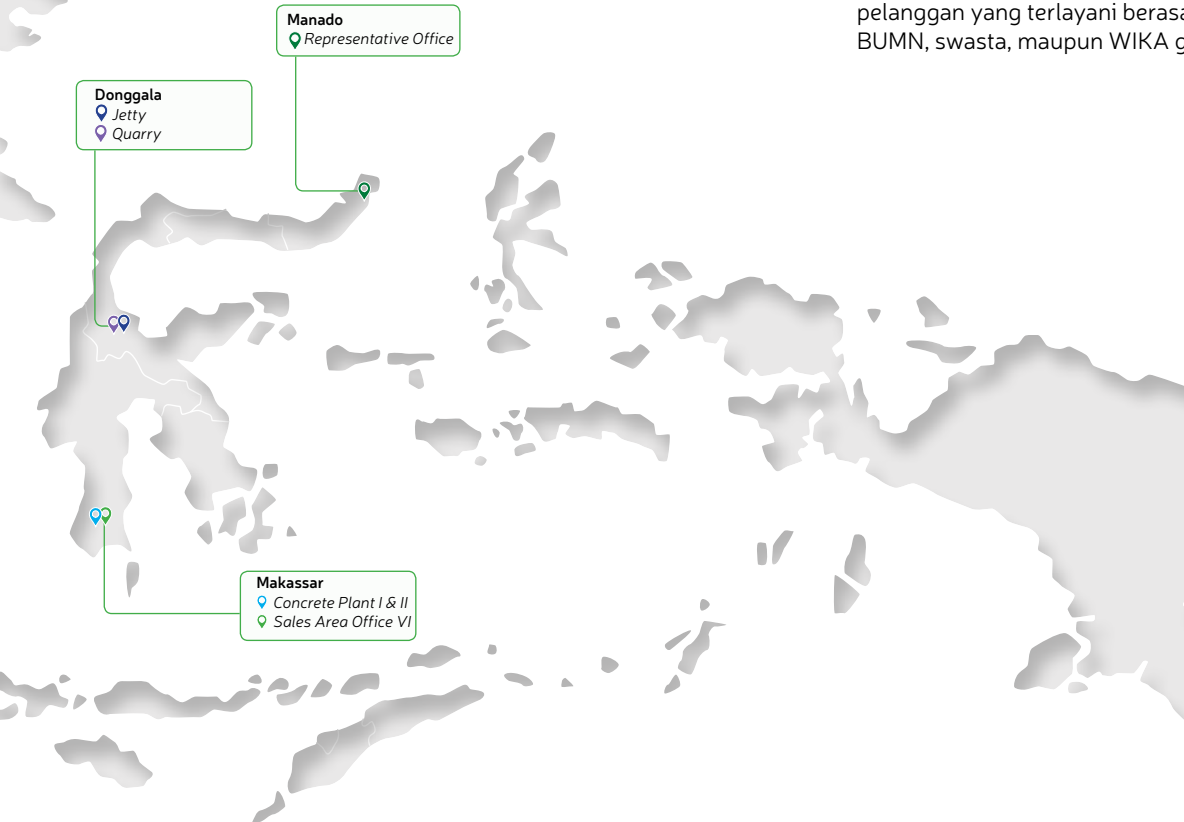 pelanggan yang terlayani
BUMN, swasta, maupun WIKA
Manado
Representative Office
Donggala
Jetty
Quarry
Makassar
Concrete Plant I & II
Sales Area Office VI